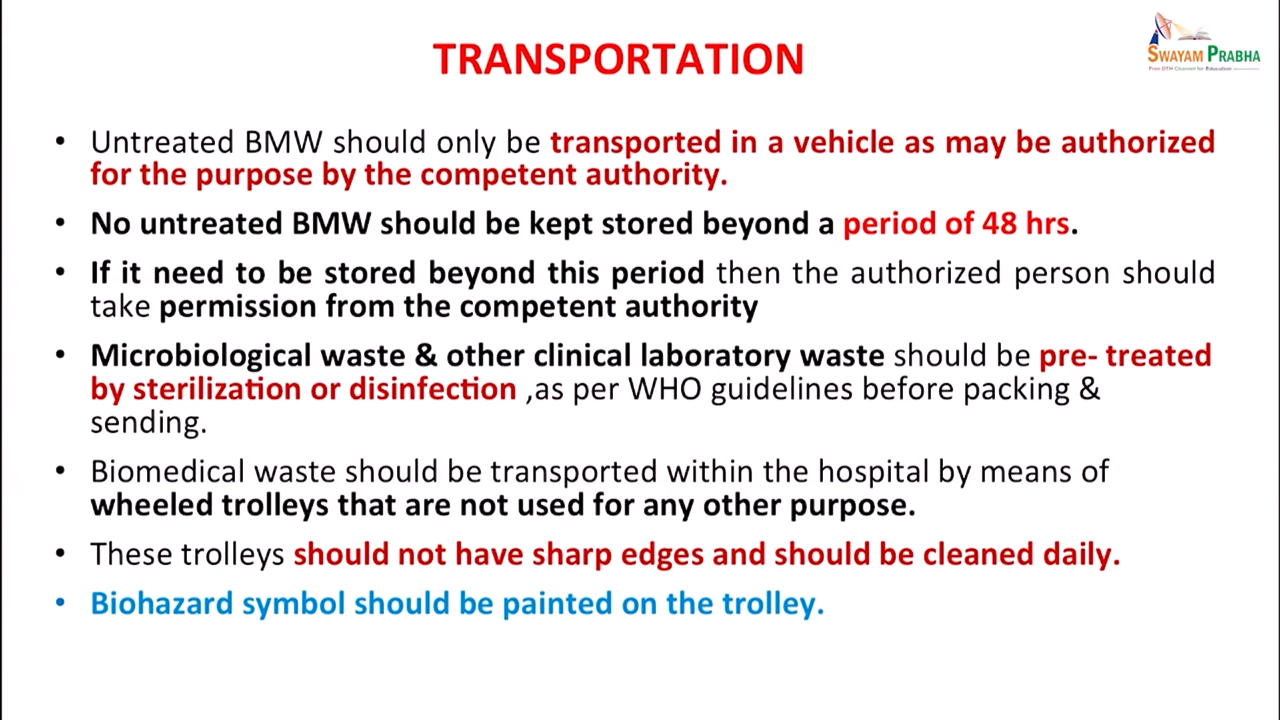 TRANSPORTATION
SWAYAM PRABHA
Free DTH Channel for Education
• Untreated BMW should only be transported in a vehicle as may be authorized
for the purpose by the competent authority.
• No untreated BMW should be kept stored beyond a period of 48 hrs.
• If it need to be stored beyond this period then the authorized person should
take permission from the competent authority
• Microbiological waste & other clinical laboratory waste should be pre- treated
by sterilization or disinfection ,as per WHO guidelines before packing &
sending.
• Biomedical waste should be transported within the hospital by means of
wheeled trolleys that are not used for any other purpose.
• These trolleys should not have sharp edges and should be cleaned daily.
• Biohazard symbol should be painted on the trolley.